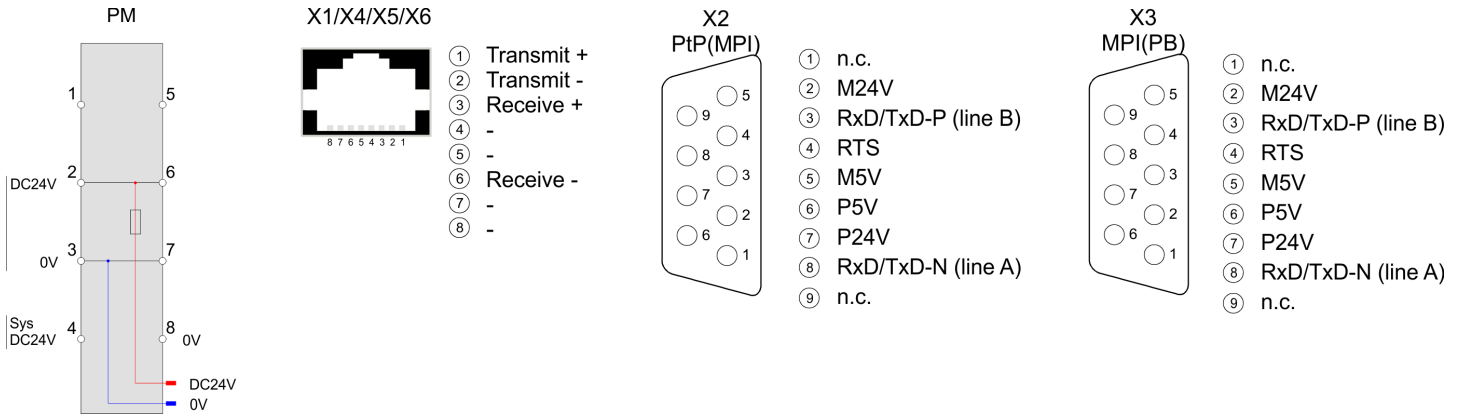 PM
1
5
2
6
DC24V
3
7
0V
Sys
DC24V
4
8
0V
DC24V
0V
X1/X4/X5/X6
8 7 6 5 4 3 2 1
1 Transmit +
2 Transmit -
3 Receive +
4 -
5 -
6 Receive -
7 -
8 -
X2
PtP(MPI)
5
9
4
8
3
7
2
6
1
1 n.c.
2 M24V
3 RxD/TxD-P (line B)
4 RTS
5 M5V
6 P5V
7 P24V
8 RxD/TxD-N (line A)
9 n.c.
X3
MPI(PB)
5
9
4
8
3
7
2
6
1
1 n.c.
2 M24V
3 RxD/TxD-P (line B)
4 RTS
5 M5V
6 P5V
7 P24V
8 RxD/TxD-N (line A)
9 n.c.